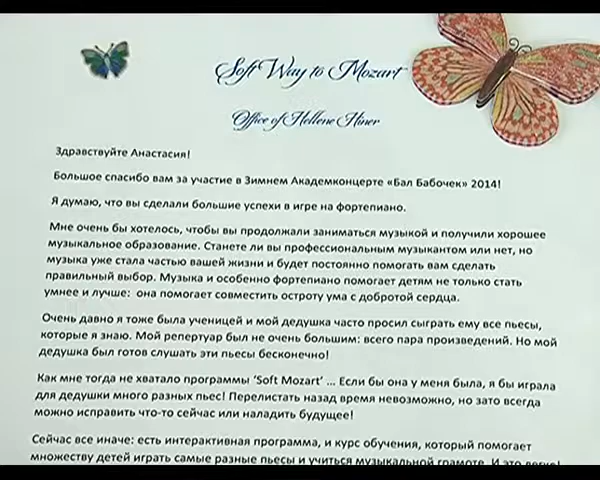 Soft Way to Mozart
Office of Hellene Hiner
Здравствуйте Анастасия!
Большое спасибо вам за участие в Зимнем Академконцерте «Бал Бабочек» 2014!
Я думаю, что вы сделали большие успехи в игре на фортепиано.
Мне очень бы хотелось, чтобы вы продолжали заниматься музыкой и получили хорошее
музыкальное образование. Станете ли вы профессиональным музыкантом или нет, но
музыка уже стала частью вашей жизни и будет постоянно помогать вам сделать
правильный выбор. Музыка и особенно фортепиано помогает детям не только стать
умнее и лучше: она помогает совместить остроту ума с добротой сердца.
Очень давно я тоже была ученицей и мой дедушка часто просил сыграть ему все пьесы,
которые я знаю. Мой репертуар был не очень большим: всего пара произведений. Но мой
дедушка был готов слушать эти пьесы бесконечно!
Как мне тогда не хватало программы ‘Soft Mozart’ ... Если бы она у меня была, я бы играла
для дедушки много разных пьес! Перелистать назад время невозможно, но зато всегда
можно исправить что-то сейчас или наладить будущее!
Сейчас все иначе: есть интерактивная программа, и курс обучения, который помогает
множеству детей играть самые разные пьесы и учиться музыкальной грамоте. И это легко!